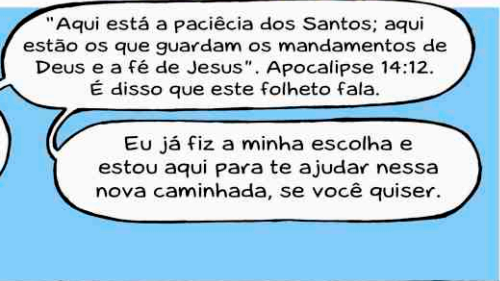 "Aqui está a paciêcia dos Santos; aqui
estão os que guardam os mandamentos de
Deus e a fé de Jesus". Apocalipse 14:12.
É disso que este folheto fala.
Eu já fiz a minha escolha e
estou aqui para te ajudar nessa
nova caminhada, se você quiser.